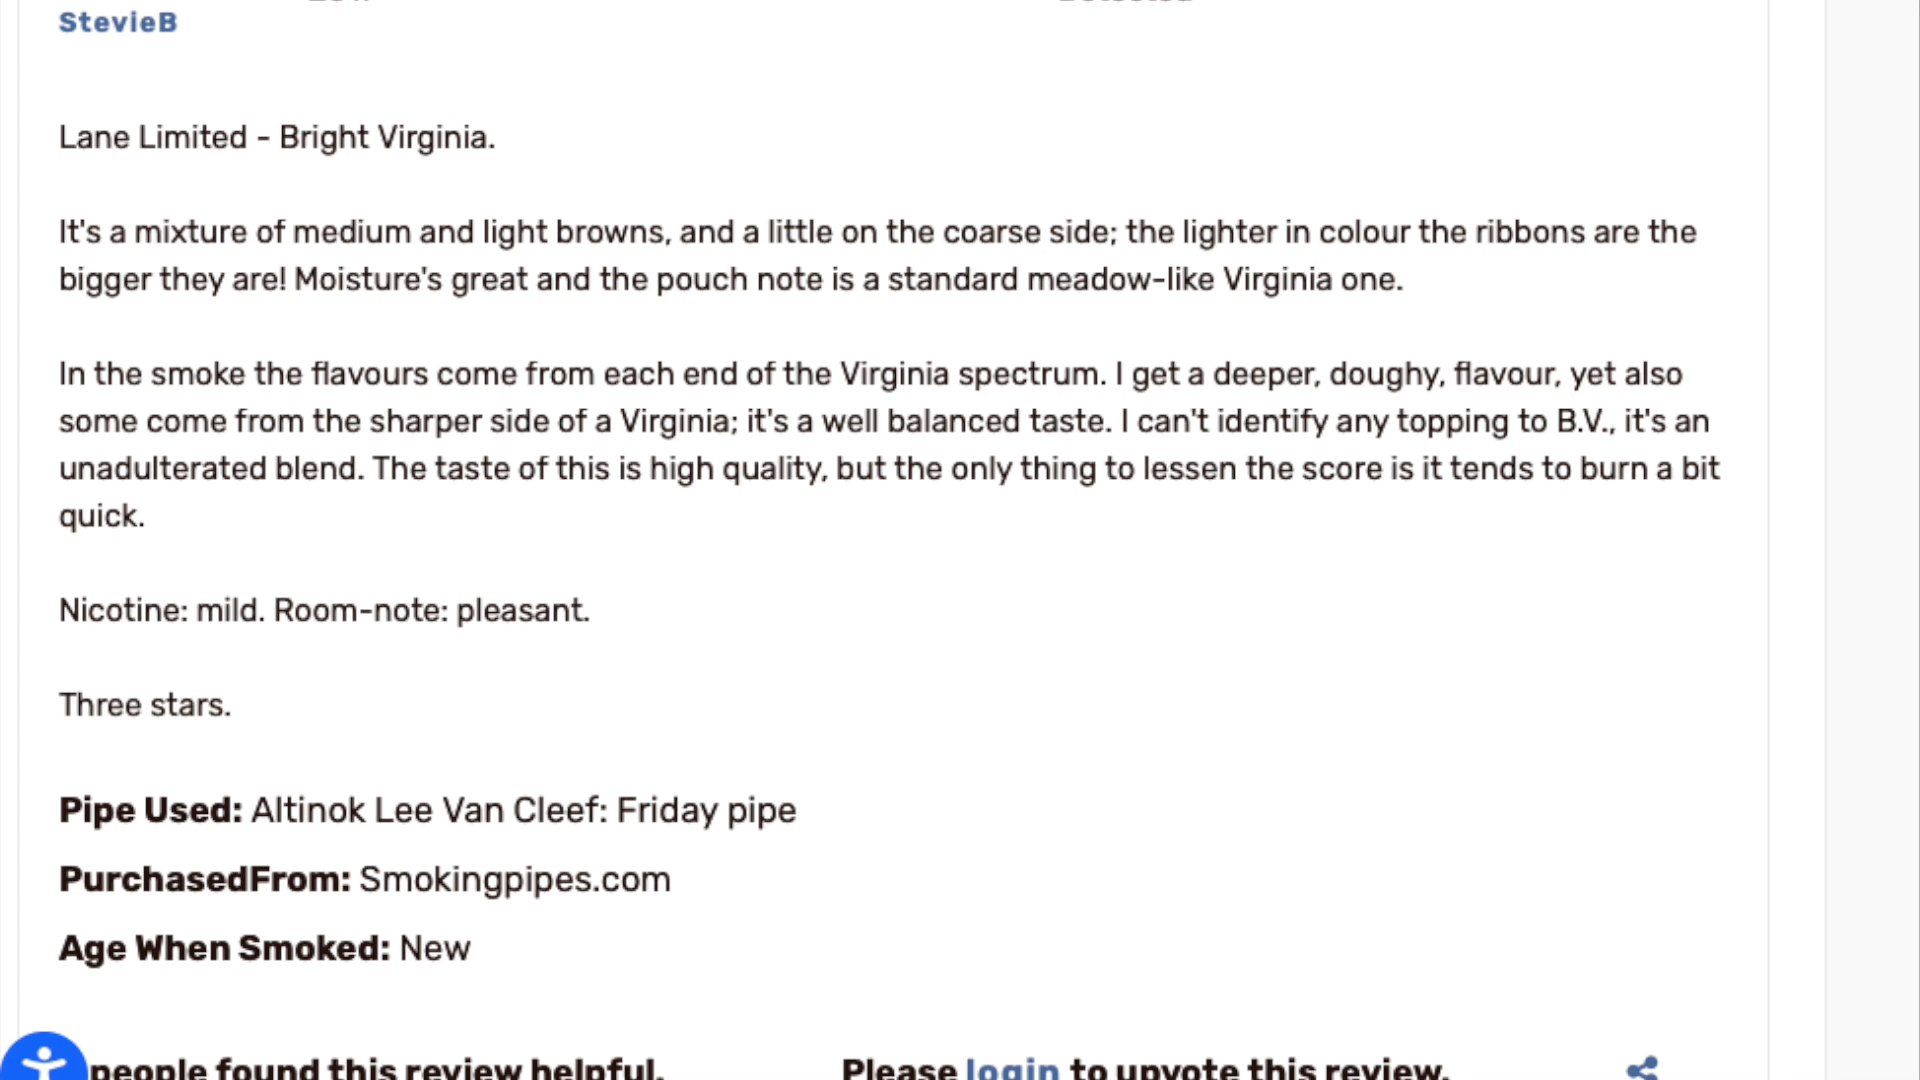 StevieB
Lane Limited - Bright Virginia.
It's a mixture of medium and light browns, and a little on the coarse side; the lighter in colour the ribbons are the
bigger they are! Moisture's great and the pouch note is a standard meadow-like Virginia one.
In the smoke the flavours come from each end of the Virginia spectrum. I get a deeper, doughy, flavour, yet also
some come from the sharper side of a Virginia; it's a well balanced taste. I can't identify any topping to B.V., it's an
unadulterated blend. The taste of this is high quality, but the only thing to lessen the score is it tends to burn a bit
quick.
Nicotine: mild. Room-note: pleasant.
Three stars.
Pipe Used: Altinok Lee Van Cleef: Friday pipe
PurchasedFrom: Smokingpipes.com
Age When Smoked: New
people found this review helpful. Please login to upvote this review.